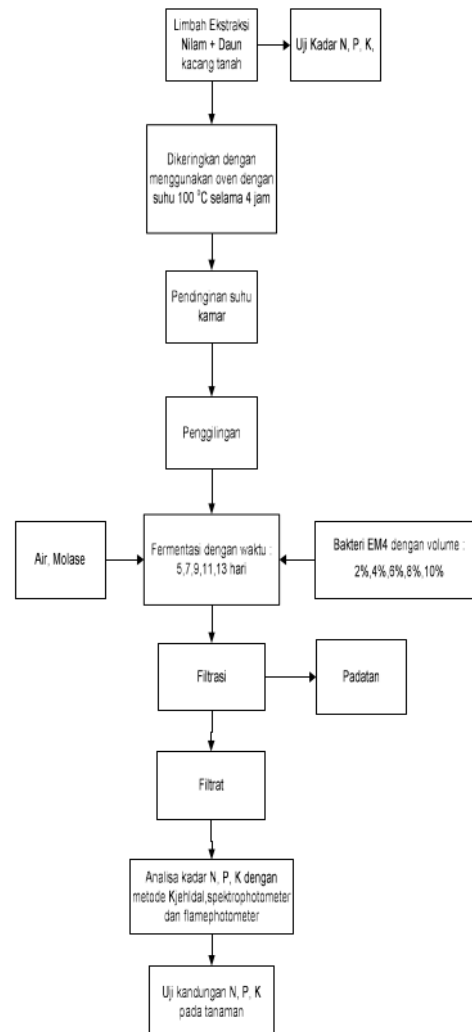 Limbah Ekstraksi
Nilam + Daun
kacang tanah
Uji Kadar N, P, K,
Dikeringkan dengan
menggunakan oven dengan
suhu 100 °C selama 4 jam
Pendinginan suhu
kamar
Penggilingan
Air, Molase
Fermentasi dengan waktu :
5,7,9,11,13 hari
Bakteri EM4 dengan volume :
2%,4%,6%,8%,10%
Filtrasi
Padatan
Filtrat
Analisa kadar N, P, K dengan
metode Kjehldal,spektrophotometer
dan flamephotometer
Uji kandungan N, P, K
pada tanaman